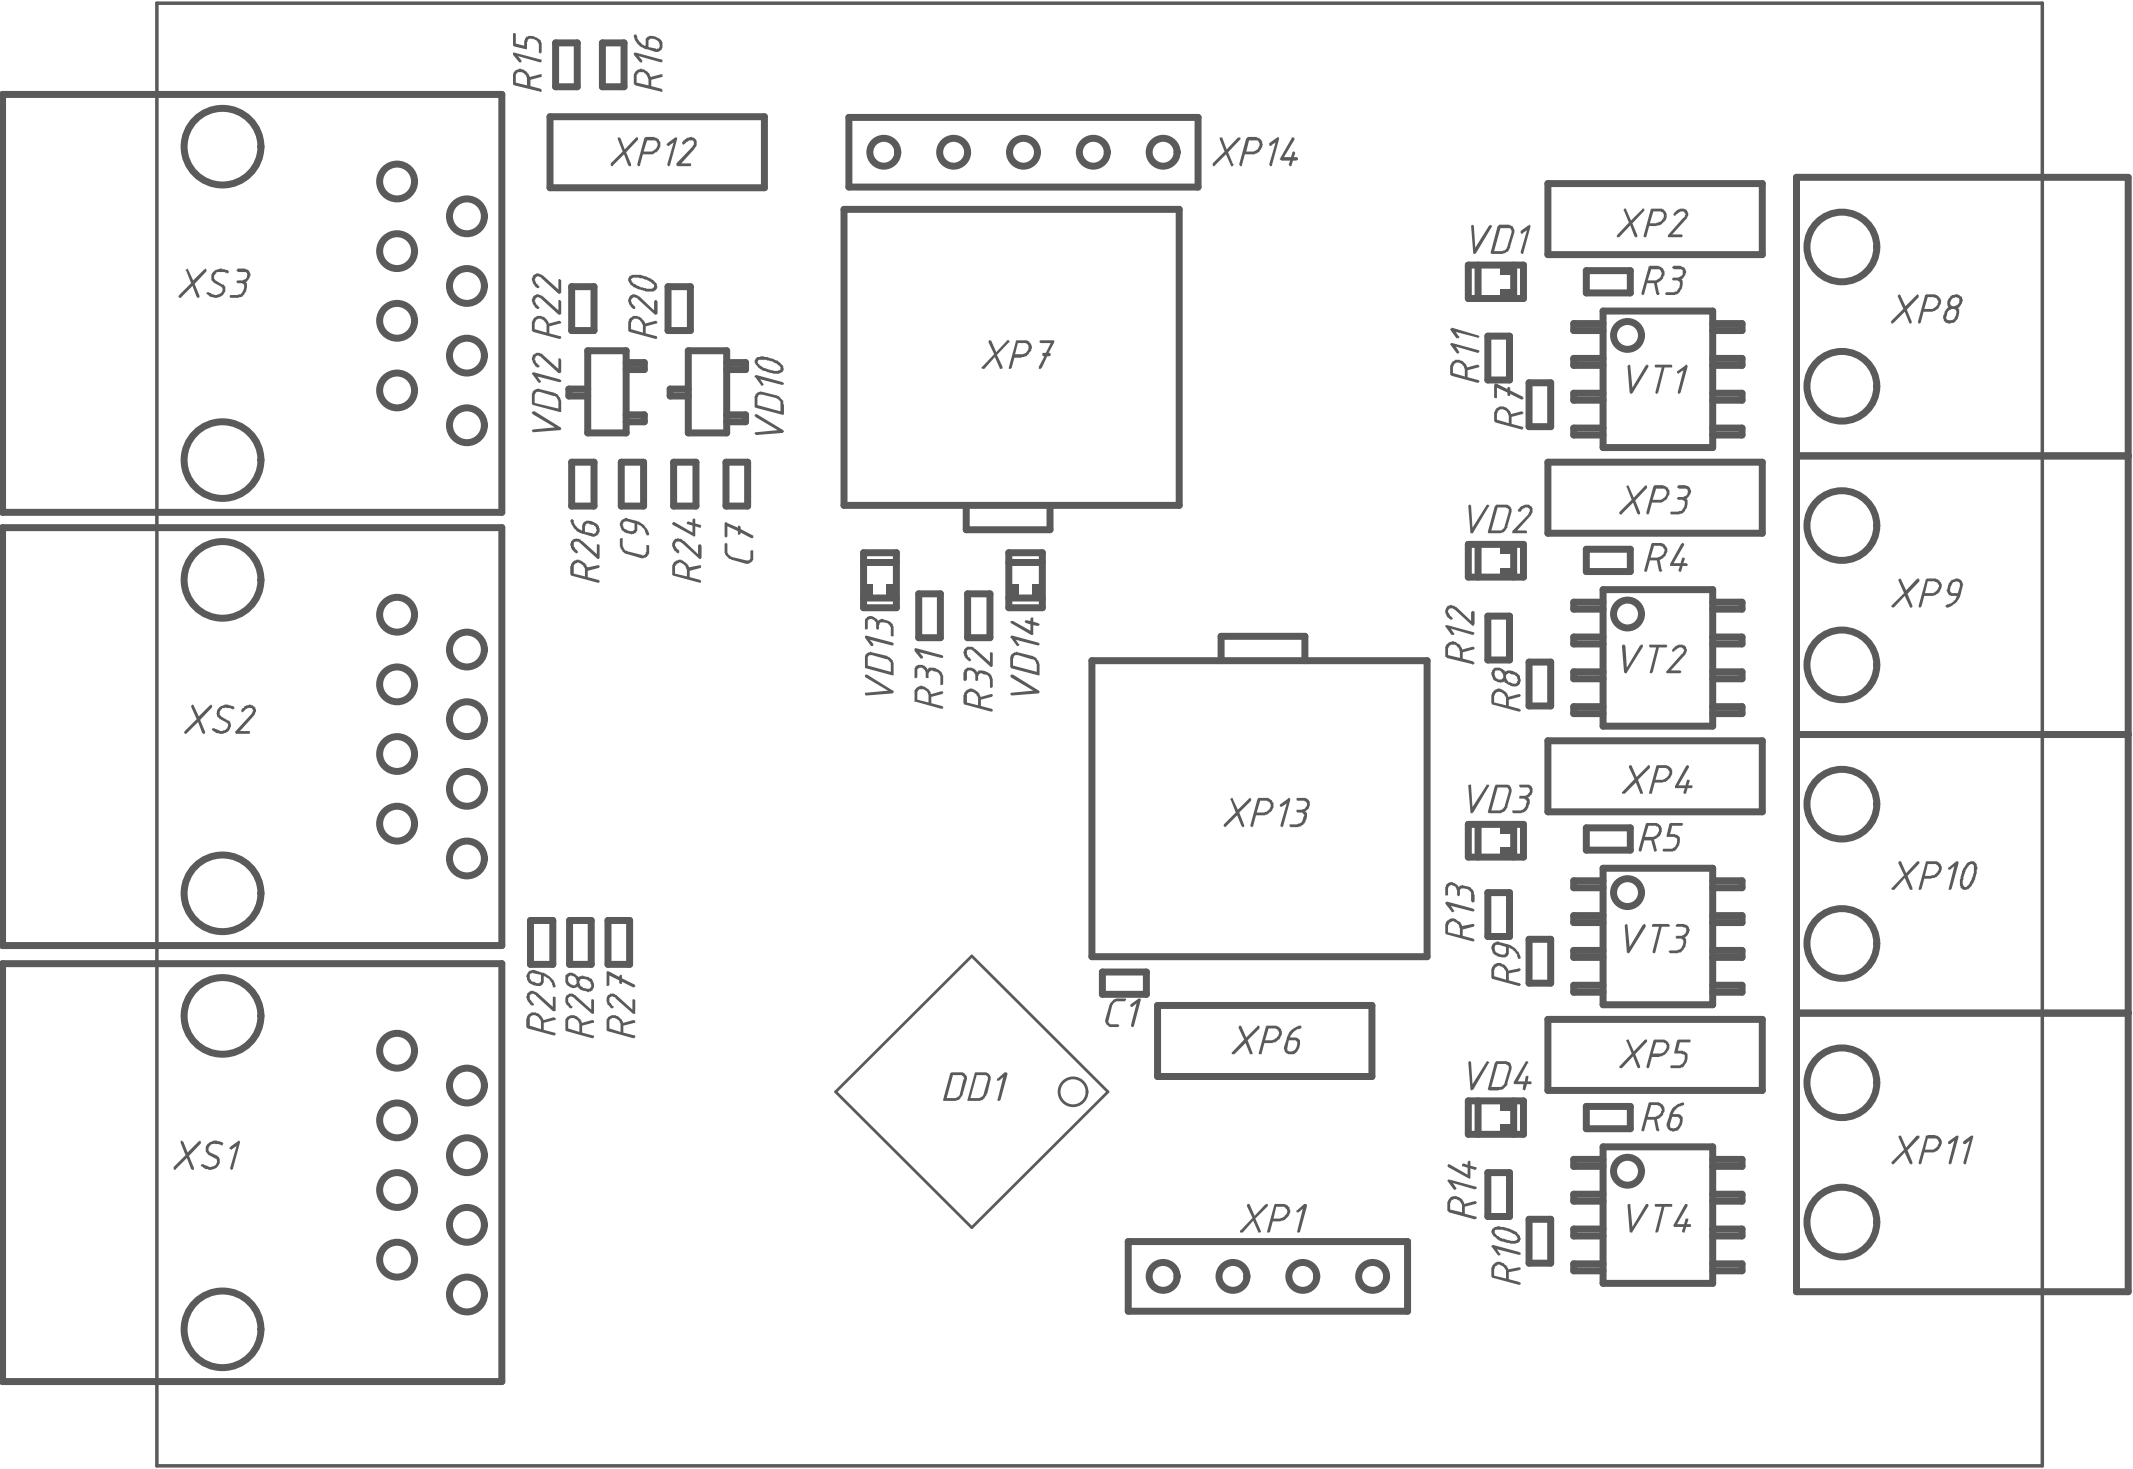 R15
R16
XP12
XP14
XS3
R22
R20
VD12
VD10
XP7
R26
C9
R24
C7
VD13
R31
R32
VD14
XS2
R29
R28
R27
XS1
XP13
C1
XP6
DD1
XP1
XP2
VD1
R3
R11
R7
VT1
XP8
XP3
VD2
R4
R12
R8
VT2
XP9
XP4
VD3
R5
R13
R9
VT3
XP10
XP5
VD4
R6
R14
R10
VT4
XP11